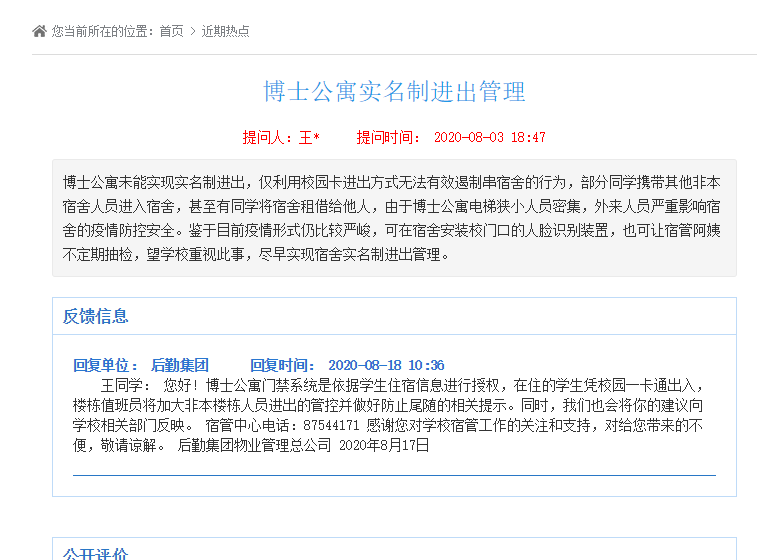 您当前所在的位置：首页 > 近期热点
博士公寓实名制进出管理
提问人：王* 提问时间： 2020-08-03 18:47
博士公寓未能实现实名制进出，仅利用校园卡进出方式无法有效遏制串宿舍的行为，部分同学携带其他非本
宿舍人员进入宿舍，甚至有同学将宿舍租借给他人，由于博士公寓电梯狭小人员密集，外来人员严重影响宿
舍的疫情防控安全。鉴于目前疫情形式仍比较严峻，可在宿舍安装校门口的人脸识别装置，也可让宿管阿姨
不定期抽检，望学校重视此事，尽早实现宿舍实名制进出管理。
反馈信息
回复单位： 后勤集团 回复时间： 2020-08-18 10:36
王同学： 您好！博士公寓门禁系统是依据学生住宿信息进行授权，在住的学生凭校园一卡通出入，
楼栋值班员将加大非本楼栋人员进出的管控并做好防止尾随的相关提示。同时，我们也会将你的建议向
学校相关部门反映。 宿管中心电话：87544171 感谢您对学校宿管工作的关注和支持，对给您带来的不
便，敬请谅解。 后勤集团物业管理总公司 2020年8月17日
公开评价